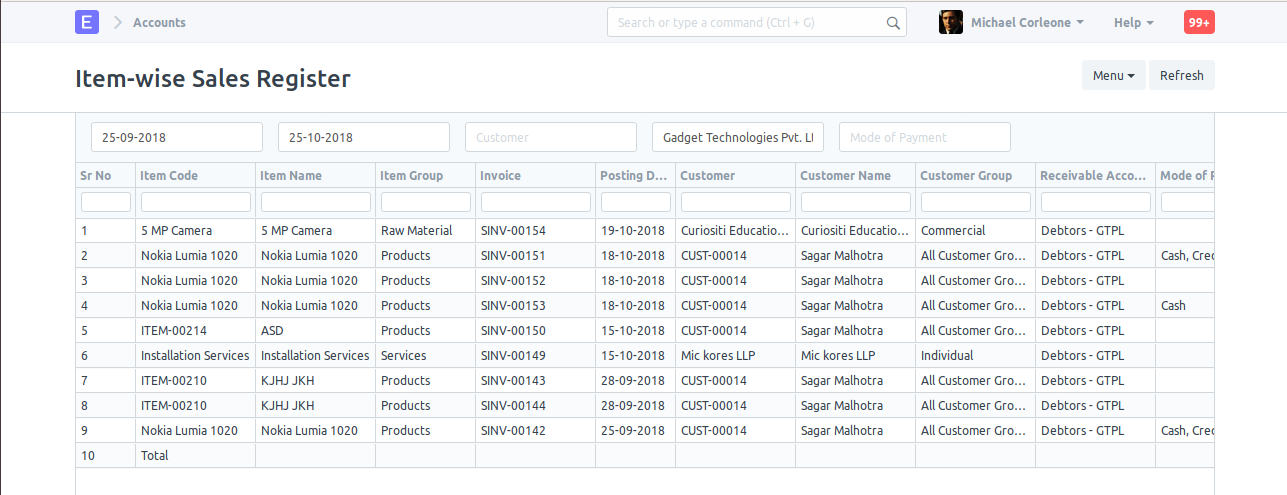 E Accounts Search or type a command (Ctrl + G) Michael Corleone Help 99+
Item-wise Sales Register Menu Refresh
25-09-2018 25-10-2018 Customer Gadget Technologies Pvt. Mode of Payment
Sr No Item Code Item Name Item Group Invoice Posting D... Customer Customer Name Customer Group Receivable Acco... Mode of
1 5 MP Camera 5 MP Camera Raw Material SINV-00154 19-10-2018 Curiositi Educatio... Curiositi Educatio... Commercial Debtors - GTPL
2 Nokia Lumia 1020 Nokia Lumia 1020 Products SINV-00151 18-10-2018 CUST-00014 Sagar Malhotra All Customer Gro... Debtors - GTPL Cash,
3 Nokia Lumia 1020 Nokia Lumia 1020 Products SINV-00152 18-10-2018 CUST-00014 Sagar Malhotra All Customer Gro... Debtors - GTPL
4 Nokia Lumia 1020 Nokia Lumia 1020 Products SINV-00153 18-10-2018 CUST-00014 Sagar Malhotra All Customer Gro... Debtors - GTPL Cash
5 ITEM-00214 ASD Products SINV-00150 15-10-2018 CUST-00014 Sagar Malhotra All Customer Gro... Debtors - GTPL
6 Installation Services Installation Services Services SINV-00149 15-10-2018 Mic kores LLP Mic kores LLP Individual Debtors - GTPL
7 ITEM-00210 KJHJ JKH Products SINV-00143 28-09-2018 CUST-00014 Sagar Malhotra All Customer Gro... Debtors - GTPL
8 ITEM-00210 KJHJ JKH Products SINV-00144 28-09-2018 CUST-00014 Sagar Malhotra All Customer Gro... Debtors - GTPL
9 Nokia Lumia 1020 Nokia Lumia 1020 Products SINV-00142 25-09-2018 CUST-00014 Sagar Malhotra All Customer Gro... Debtors - GTPL Cash,
10 Total